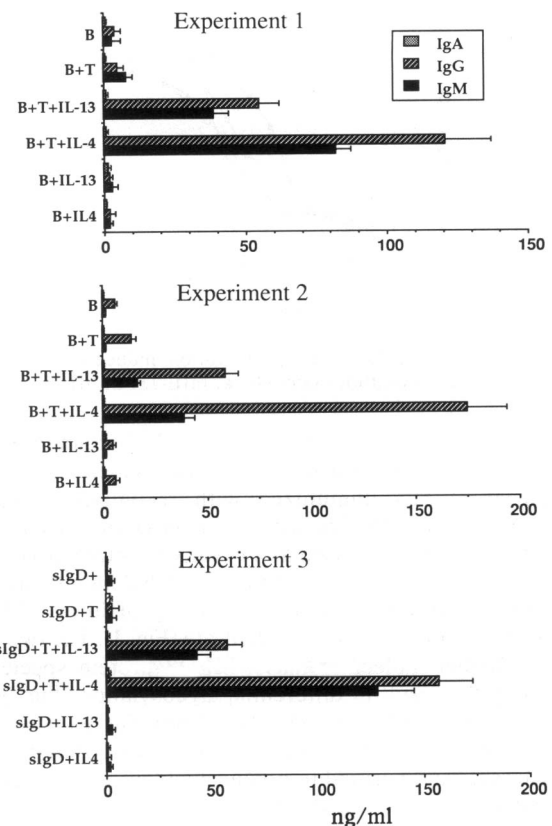 Experiment 1
IgA
IgG
IgM
B
B+T
B+T+IL-13
B+T+IL-4
B+IL-13
B+IL4
0 50 100 150
Experiment 2
B
B+T
B+T+IL-13
B+T+IL-4
B+IL-13
B+IL4
0 50 100 150 200
Experiment 3
sIgD+
sIgD+T
sIgD+T+IL-13
sIgD+T+IL-4
sIgD+IL-13
sIgD+IL4
0 50 100 150 200
ng/ml